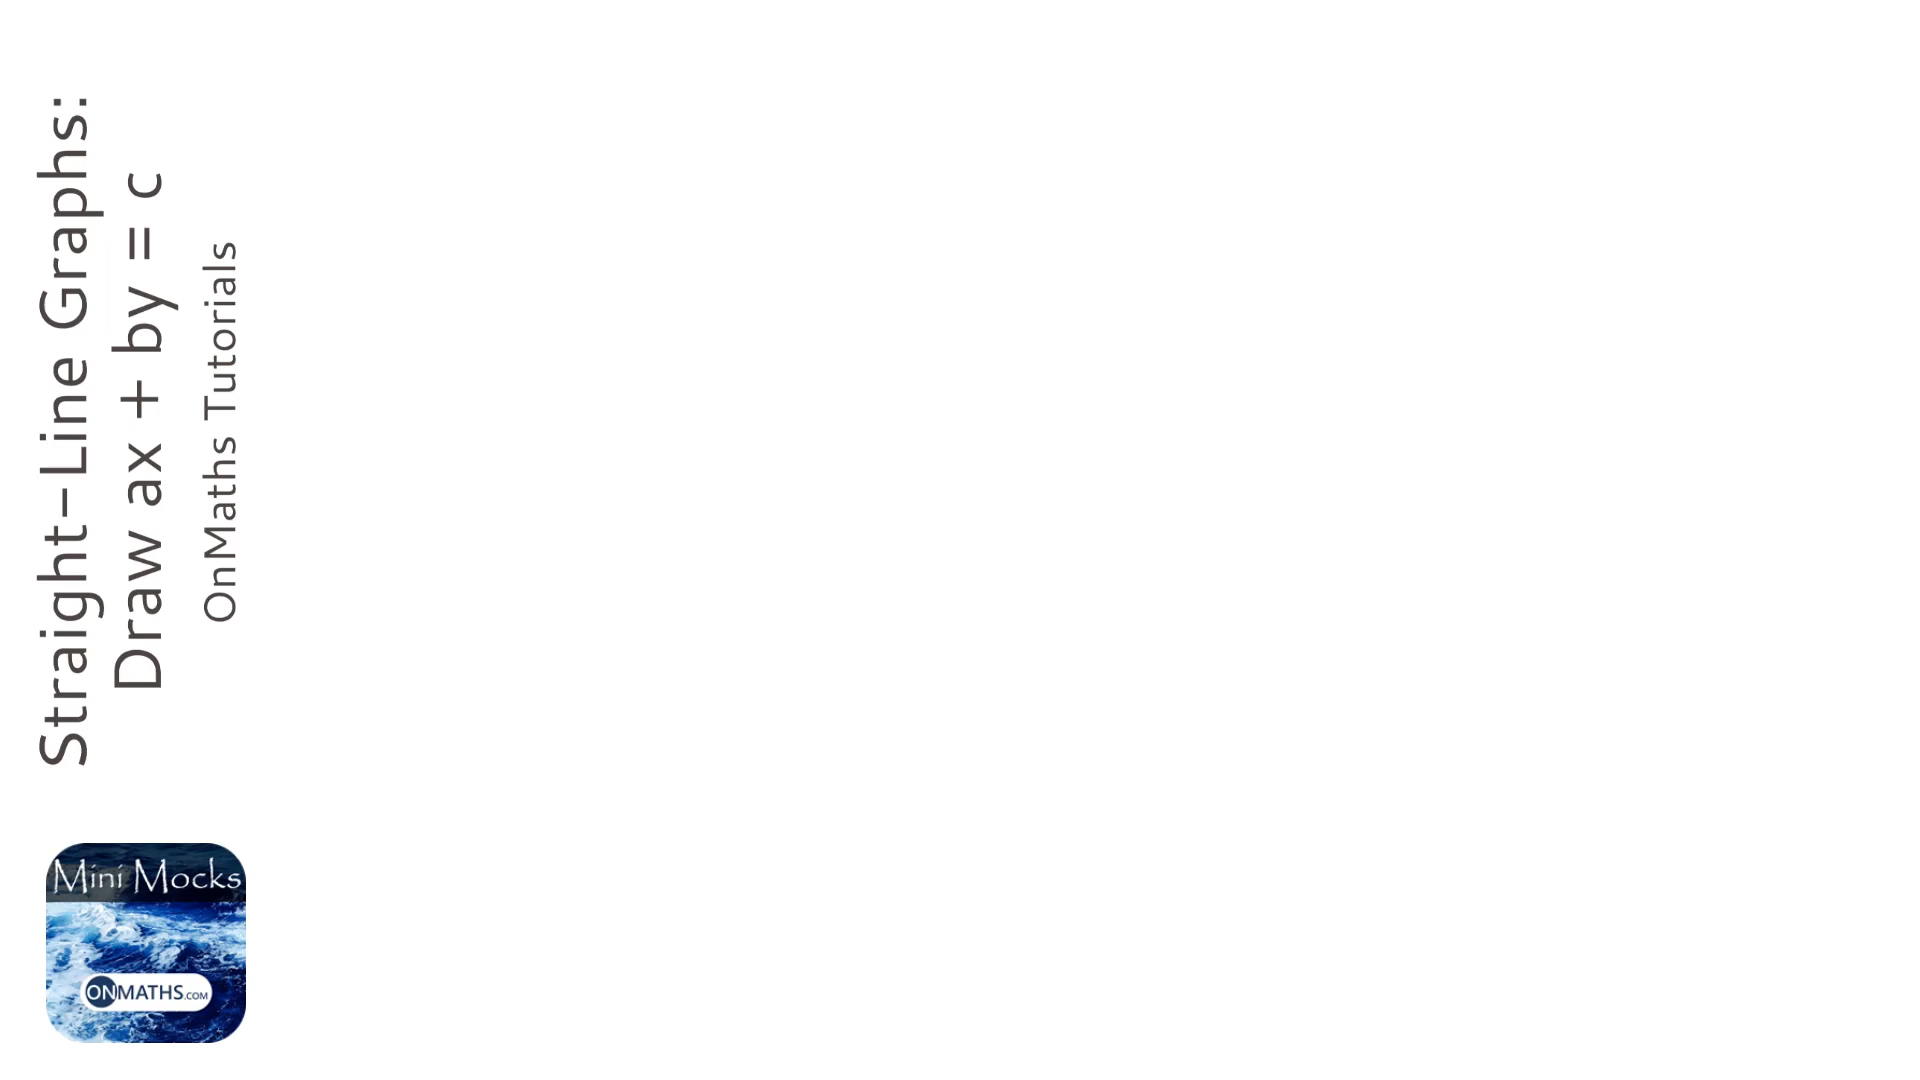 Straight-Line Graphs:
Draw ax + by = c
OnMaths Tutorials
Mini Mocks
ONMATHS.COM